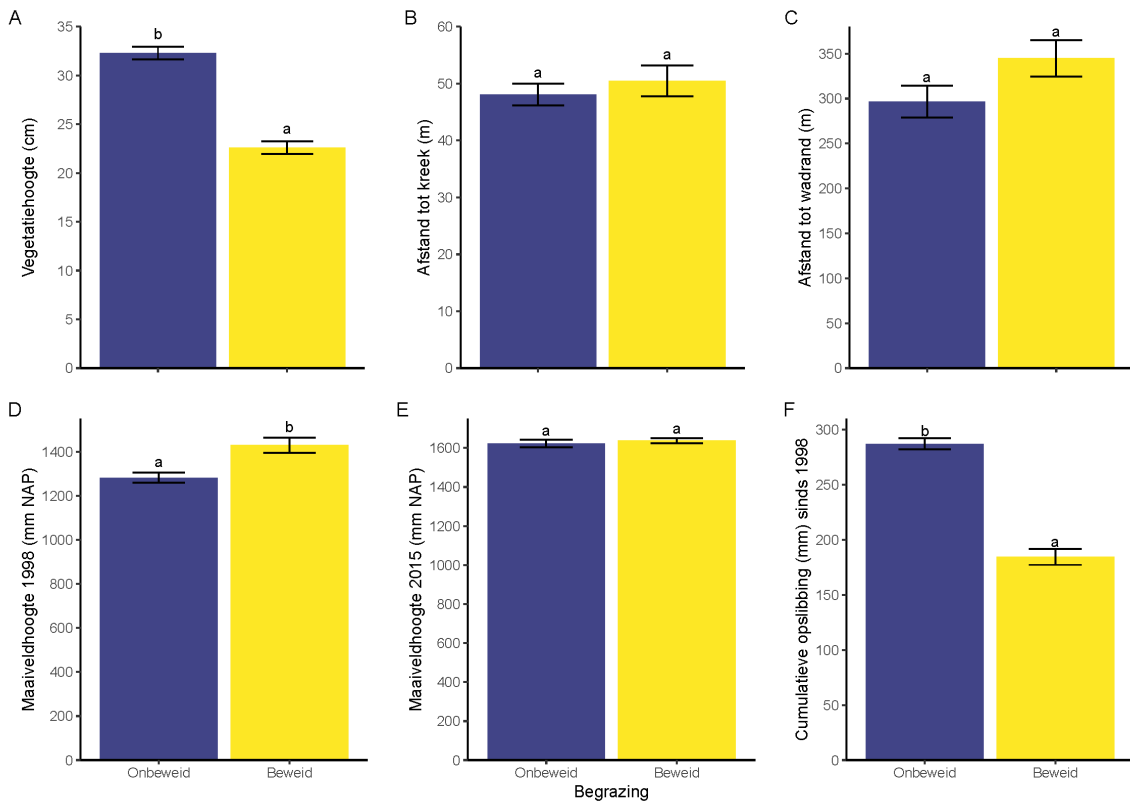 A
Vegetatiehoogte (cm)
35
30
25
20
15
10
5
0
b
a
B
Afstand tot kreek (m)
60
50
40
30
20
10
0
a
a
C
Afstand tot wadrand (m)
350
300
250
200
150
100
50
0
a
a
D
Maaiveldhoogte 1998 (mm NAP)
1400
1200
1000
800
600
400
200
0
a
b
Onbeweid
Beweid
E
Maaiveldhoogte 2015 (mm NAP)
1600
1400
1200
1000
800
600
400
200
0
a
a
Onbeweid
Beweid
F
Cumulatieve opslibbing (mm) sinds 1998
300
250
200
150
100
50
0
b
a
Onbeweid
Beweid
Begrazing